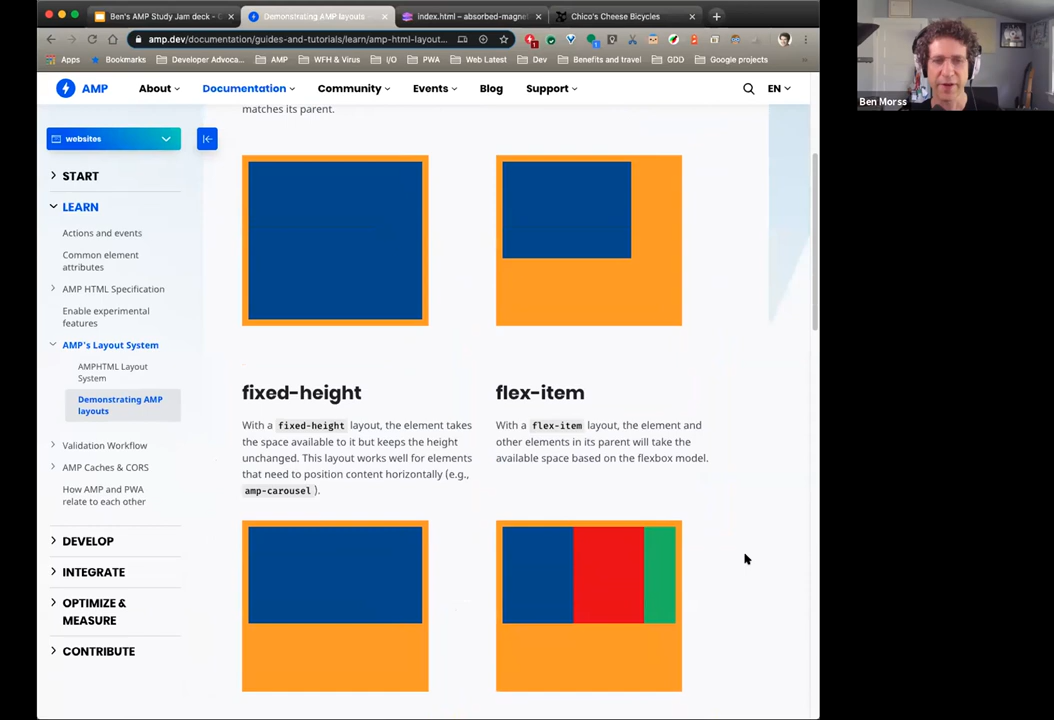 Ben's AMP Study Jam deck -
Demonstrating AMP layouts
index.html – absorbed-magne
Chico's Cheese Bicycles
amp.dev/documentation/guides-and-tutorials/learn/amp-html-layout...
Apps
Bookmarks
Developer Advoca...
AMP
WFH & Virus
I/O
PWA
Web Latest
Dev
Benefits and travel
GDD
Google projects
AMP
About
Documentation
Community
Events
Blog
Support
EN
Ben Morss
matches its parent.
websites
START
LEARN
Actions and events
Common element
attributes
AMP HTML Specification
Enable experimental
features
AMP's Layout System
AMPHTML Layout
System
Demonstrating AMP
layouts
Validation Workflow
AMP Caches & CORS
How AMP and PWA
relate to each other
DEVELOP
INTEGRATE
OPTIMIZE &
MEASURE
CONTRIBUTE
fixed-height
With a fixed-height layout, the element takes
the space available to it but keeps the height
unchanged. This layout works well for elements
that need to position content horizontally (e.g.,
amp-carousel ).
flex-item
With a flex-item layout, the element and
other elements in its parent will take the
available space based on the flexbox model.